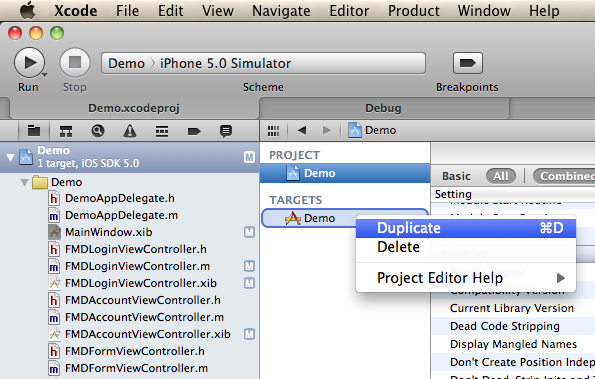 Xcode File Edit View Navigate Editor Product Window Help
Demo iPhone 5.0 Simulator
Run Stop Scheme Breakpoints
Demo.xcodeproj Debug
Demo
Demo
1 target, iOS SDK 5.0
M
PROJECT
Demo
Basic All Combined
Setting
Demo
TARGETS
Demo
DemoAppDelegate.h
DemoAppDelegate.m
MainWindow.xib M
FMDLoginViewController.h
FMDLoginViewController.m M
FMDLoginViewController.xib M
FMDAccountViewController.h
FMDAccountViewController.m
FMDAccountViewController.xib M
FMDFormViewController.h
FMDFormViewController.m
Duplicate ⌘D
Delete
Project Editor Help
Compatibility Version
Current Library Version
Dead Code Stripping
Display Mangled Names
Don't Create Position Indep